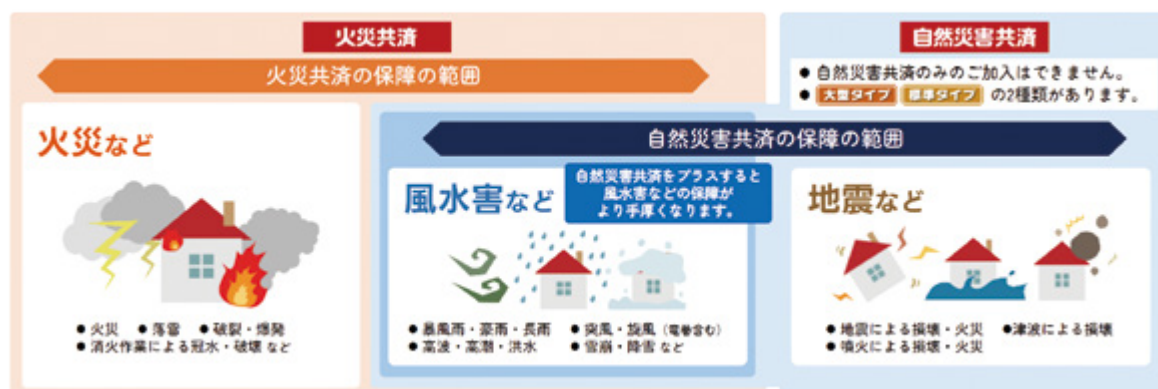 火災共済
火災共済の保障の範囲
火災など
● 火災 ● 落雷 ● 破裂・爆発
● 消火作業による冠水・破壊 など
自然災害共済
● 自然災害共済のみのご加入はできません。
● 大型タイプ 標準タイプ の2種類があります。
自然災害共済の保障の範囲
風水害など
自然災害共済をプラスすると
風水害などの保障が
より手厚くなります。
● 暴風雨・豪雨・長雨
● 高波・高潮・洪水
● 突風・旋風（竜巻含む）
● 雪崩・降雪 など
地震など
● 地震による損壊・火災 ●津波による損壊
● 噴火による損壊・火災